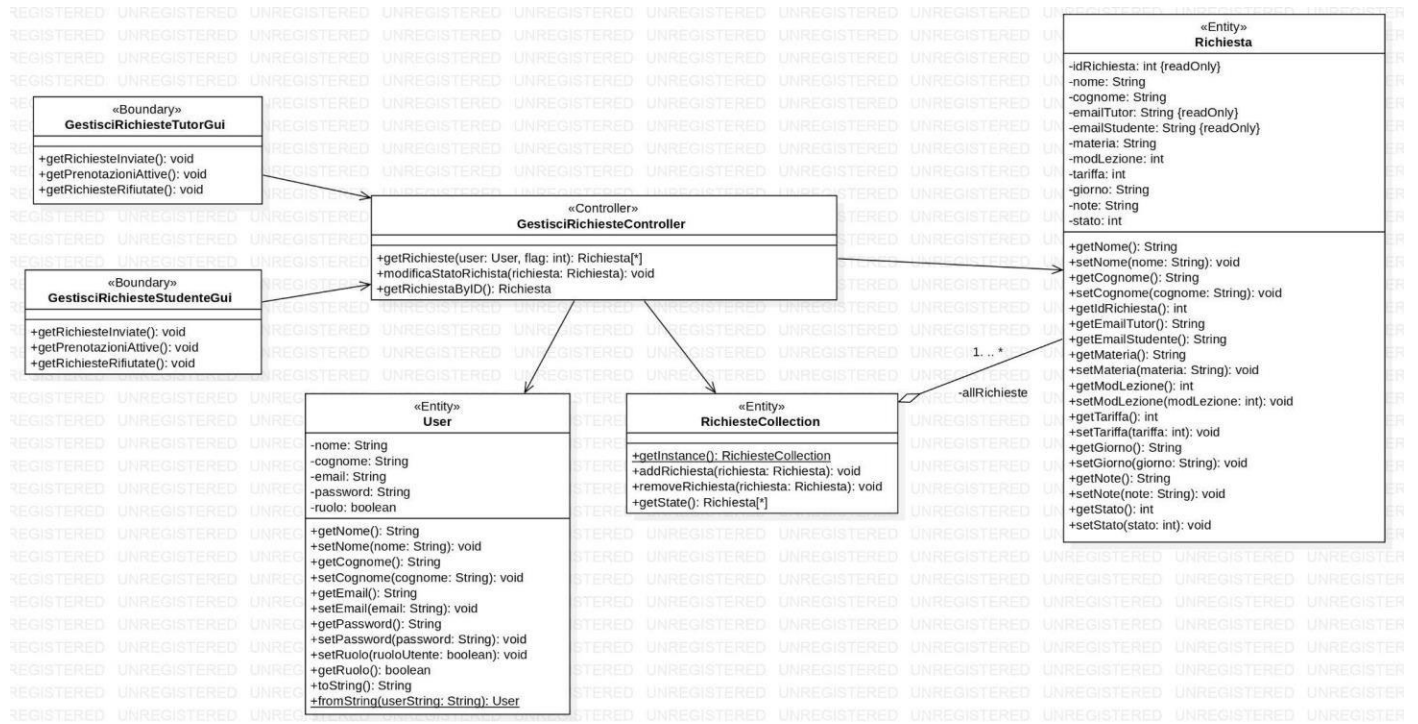 «Boundary»
GestisciRichiesteTutorGui
+getRichiesteInviate(): void
+getPrenotazioniAttive(): void
+getRichiesteRifiutate(): void
«Boundary»
GestisciRichiesteStudenteGui
+getRichiesteInviate(): void
+getPrenotazioniAttive(): void
+getRichiesteRifiutate(): void
«Controller»
GestisciRichiesteController
+getRichieste(user: User, flag: int): Richiesta[*]
+modificaStatoRichista(richiesta: Richiesta): void
+getRichiestaByID(): Richiesta
«Entity»
User
-nome: String
-cognome: String
-email: String
-password: String
-ruolo: boolean
+getNome(): String
+setNome(nome: String): void
+getCognome(): String
+setCognome(cognome: String): void
+getEmail(): String
+setEmail(email: String): void
+getPassword(): String
+setPassword(password: String): void
+setRuolo(ruoloUtente: boolean): void
+getRuolo(): boolean
+toString(): String
+fromString(userString: String): User
«Entity»
RichiesteCollection
+getInstance(): RichiesteCollection
+addRichiesta(richiesta: Richiesta): void
+removeRichiesta(richiesta: Richiesta): void
+getState(): Richiesta[*]
1. .. *
-allRichieste
«Entity»
Richiesta
-idRichiesta: int {readOnly}
-nome: String
-cognome: String
-emailTutor: String {readOnly}
-emailStudente: String {readOnly}
-materia: String
-modLezione: int
-tariffa: int
-giorno: String
-note: String
-stato: int
+getNome(): String
+setNome(nome: String): void
+getCognome(): String
+setCognome(cognome: String): void
+getIdRichiesta(): int
+getEmailTutor(): String
+getEmailStudente(): String
+getMateria(): String
+setMateria(materia: String): void
+getModLezione(): int
+setModLezione(modLezione: int): void
+getTariffa(): int
+setTariffa(tariffa: int): void
+getGiorno(): String
+setGiorno(giorno: String): void
+getNote(): String
+setNote(note: String): void
+getStato(): int
+setStato(stato: int): void
UNREGISTERED